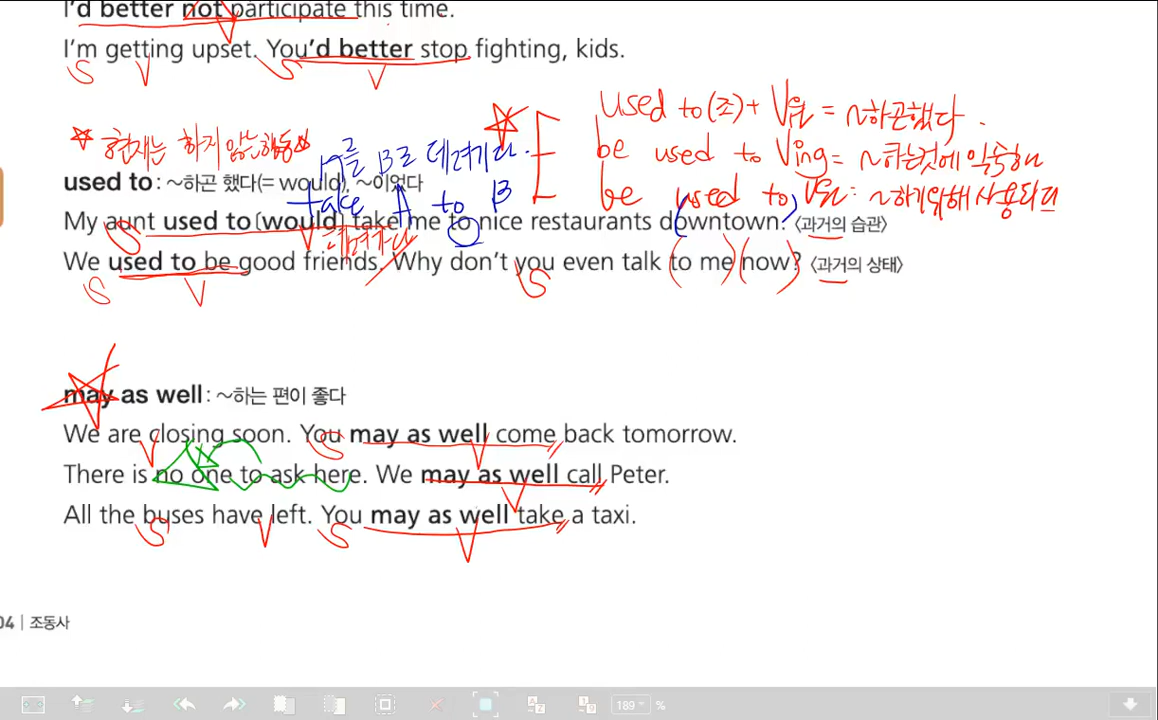 I'd better not participate this time.
I'm getting upset. You'd better stop fighting, kids.
S V S V
used to(조)+ V원 = ~하곤했다.
be used to Ving = ~하는것에 익숙해
be used to V원: ~하기위해 사용되다
현재는 하지 않는 행동
A를 B로 데려가다.
take A to B
used to: ~하곤 했다(= would), ~이었다
My aunt used to (would) take me to nice restaurants downtown. <과거의 습관>
S V 데려가다
We used to be good friends. Why don't you even talk to me now? <과거의 상태>
S V S
may as well: ~하는 편이 좋다
We are closing soon. You may as well come back tomorrow.
V S V
There is no one to ask here. We may as well call Peter.
V
All the buses have left. You may as well take a taxi.
S V S V
04 | 조동사
189 %